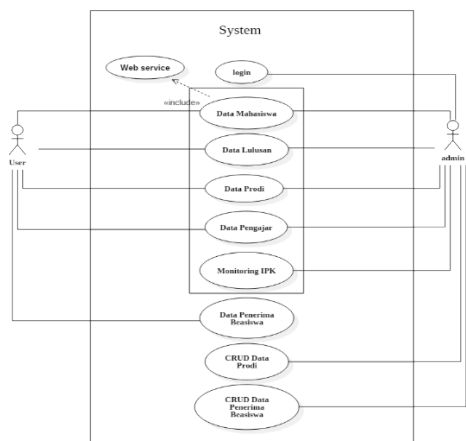 System
Web service
login
«include»
Data Mahasiswa
User
admin
Data Lulusan
Data Prodi
Data Pengajar
Monitoring IPK
Data Penerima
Beasiswa
CRUD Data
Prodi
CRUD Data
Penerima
Beasiswa